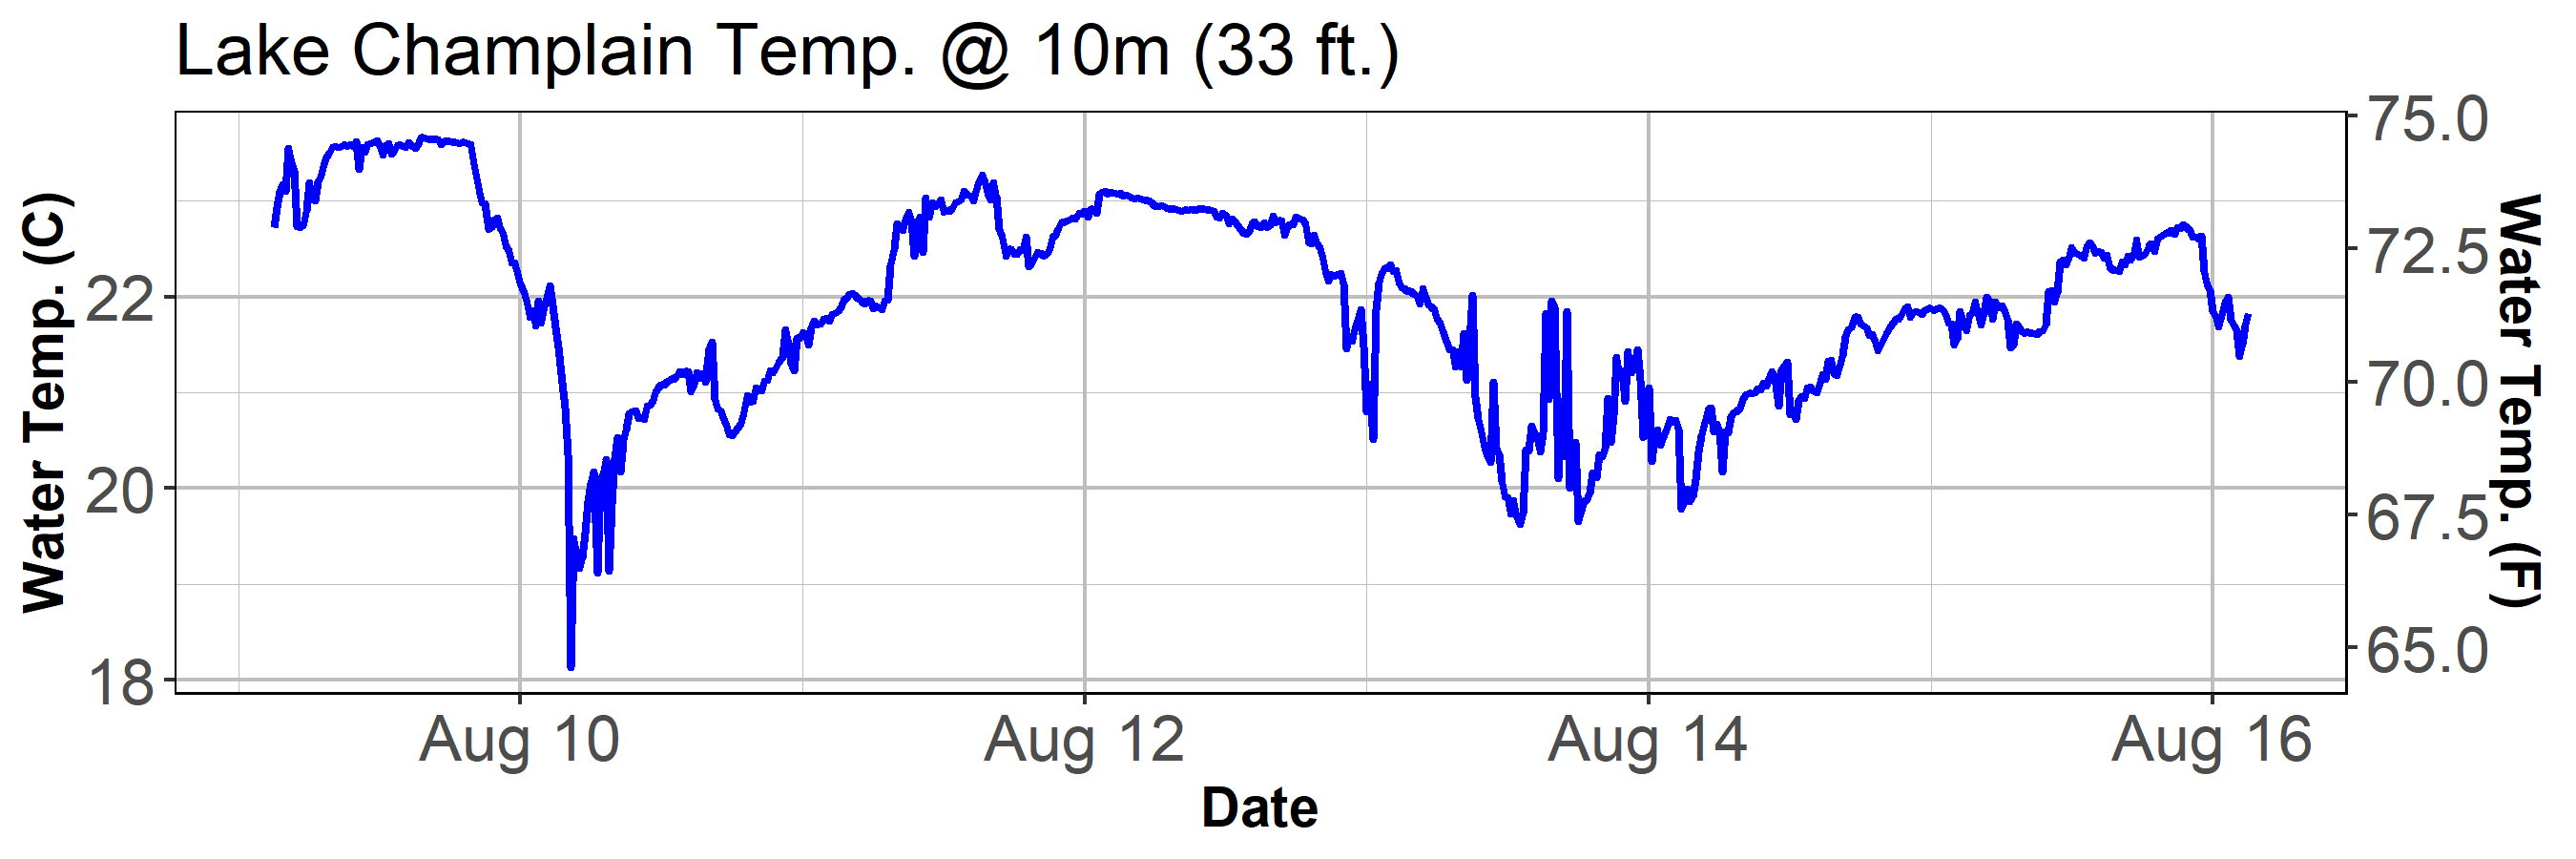 Lake Champlain Temp. @ 10m (33 ft.)
Water Temp. (C)
22
20
18
75.0
72.5
70.0
67.5
65.0
Water Temp. (F)
Aug 10 Aug 12 Aug 14 Aug 16
Date